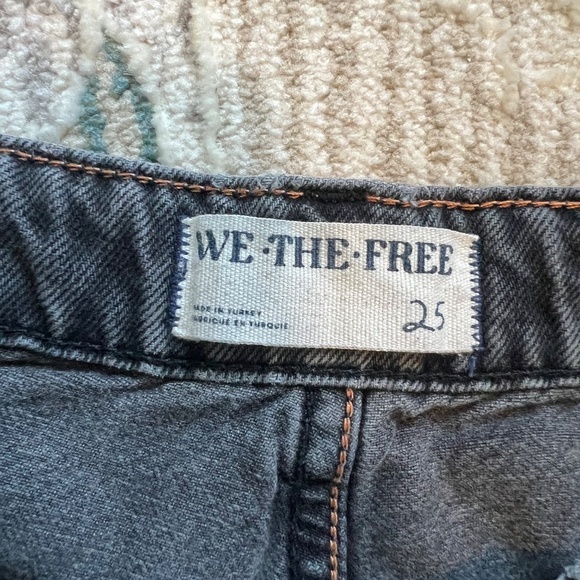 WE·THE·FREE
MADE IN TURKEY
FABRIQUÉ EN TURQUIE
25